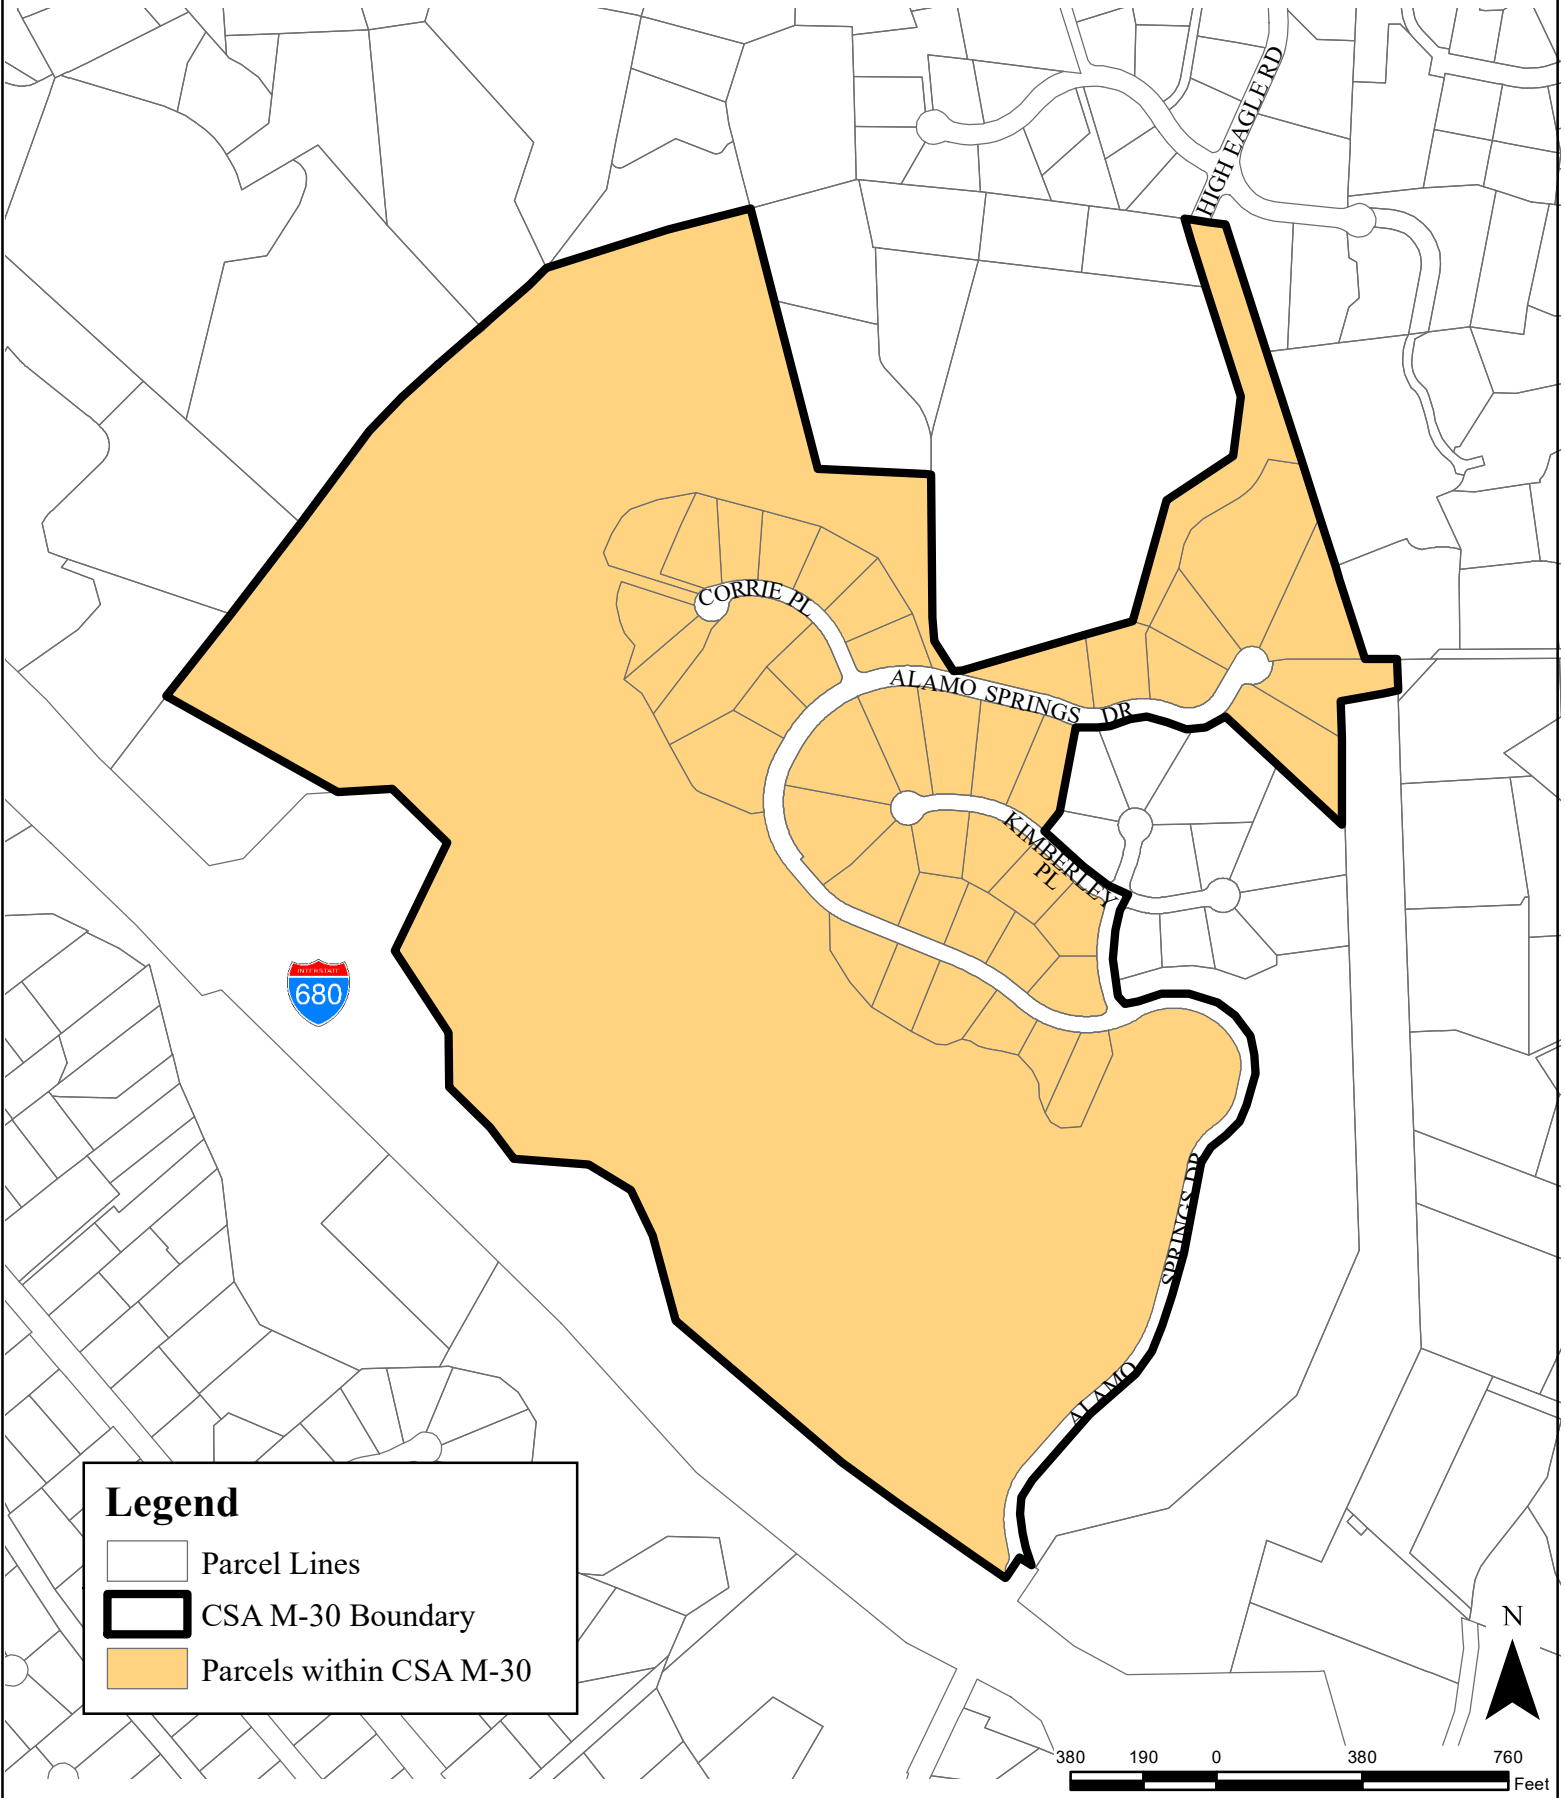 HIGH EAGLE RD
CORRIE PL
ALAMO SPRINGS DR
KIMBERLEY
PL
INTERSTATE
680
ALAMO SPRINGS DR
Legend
Parcel Lines
CSA M-30 Boundary
Parcels within CSA M-30
N
380 190 0 380 760
Feet